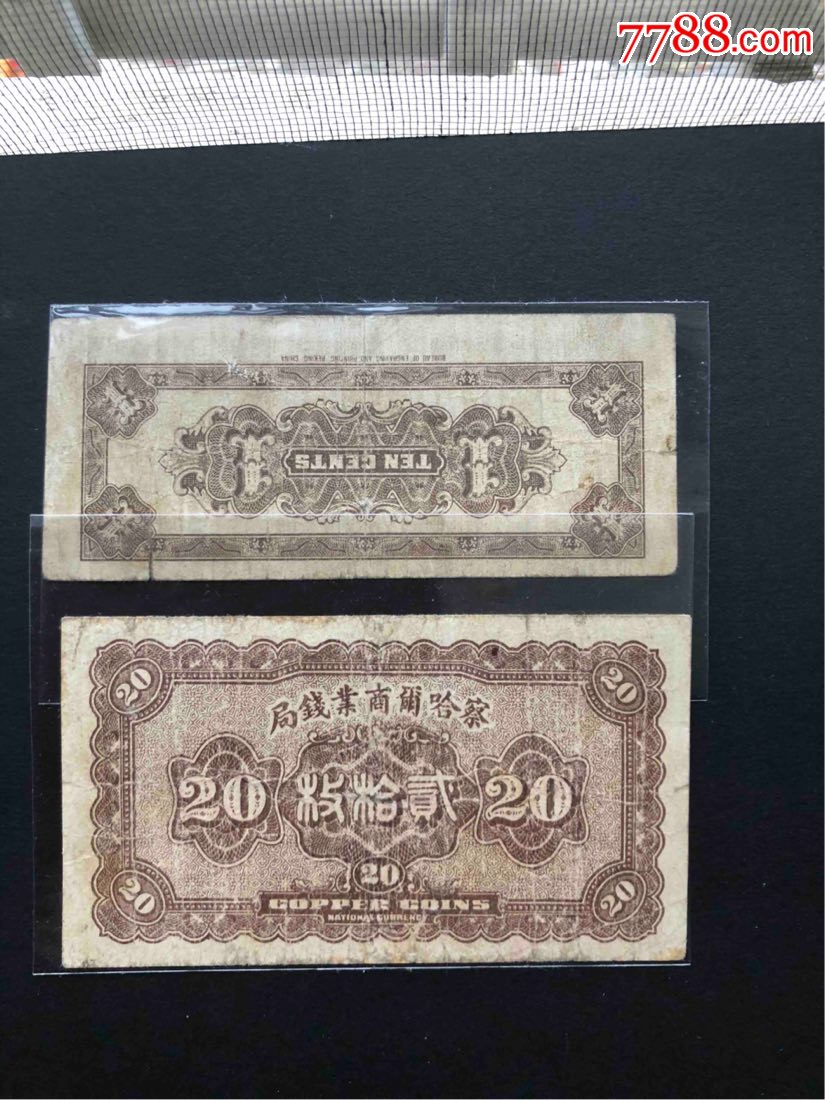 7788.com
BUREAU OF ENGRAVING AND PRINTING, PEKING, CHINA
TEN CENTS
20 20
察哈爾商業錢局
20 貳拾枚 20
20
COPPER COINS
NATIONAL CURRENCY
20 20